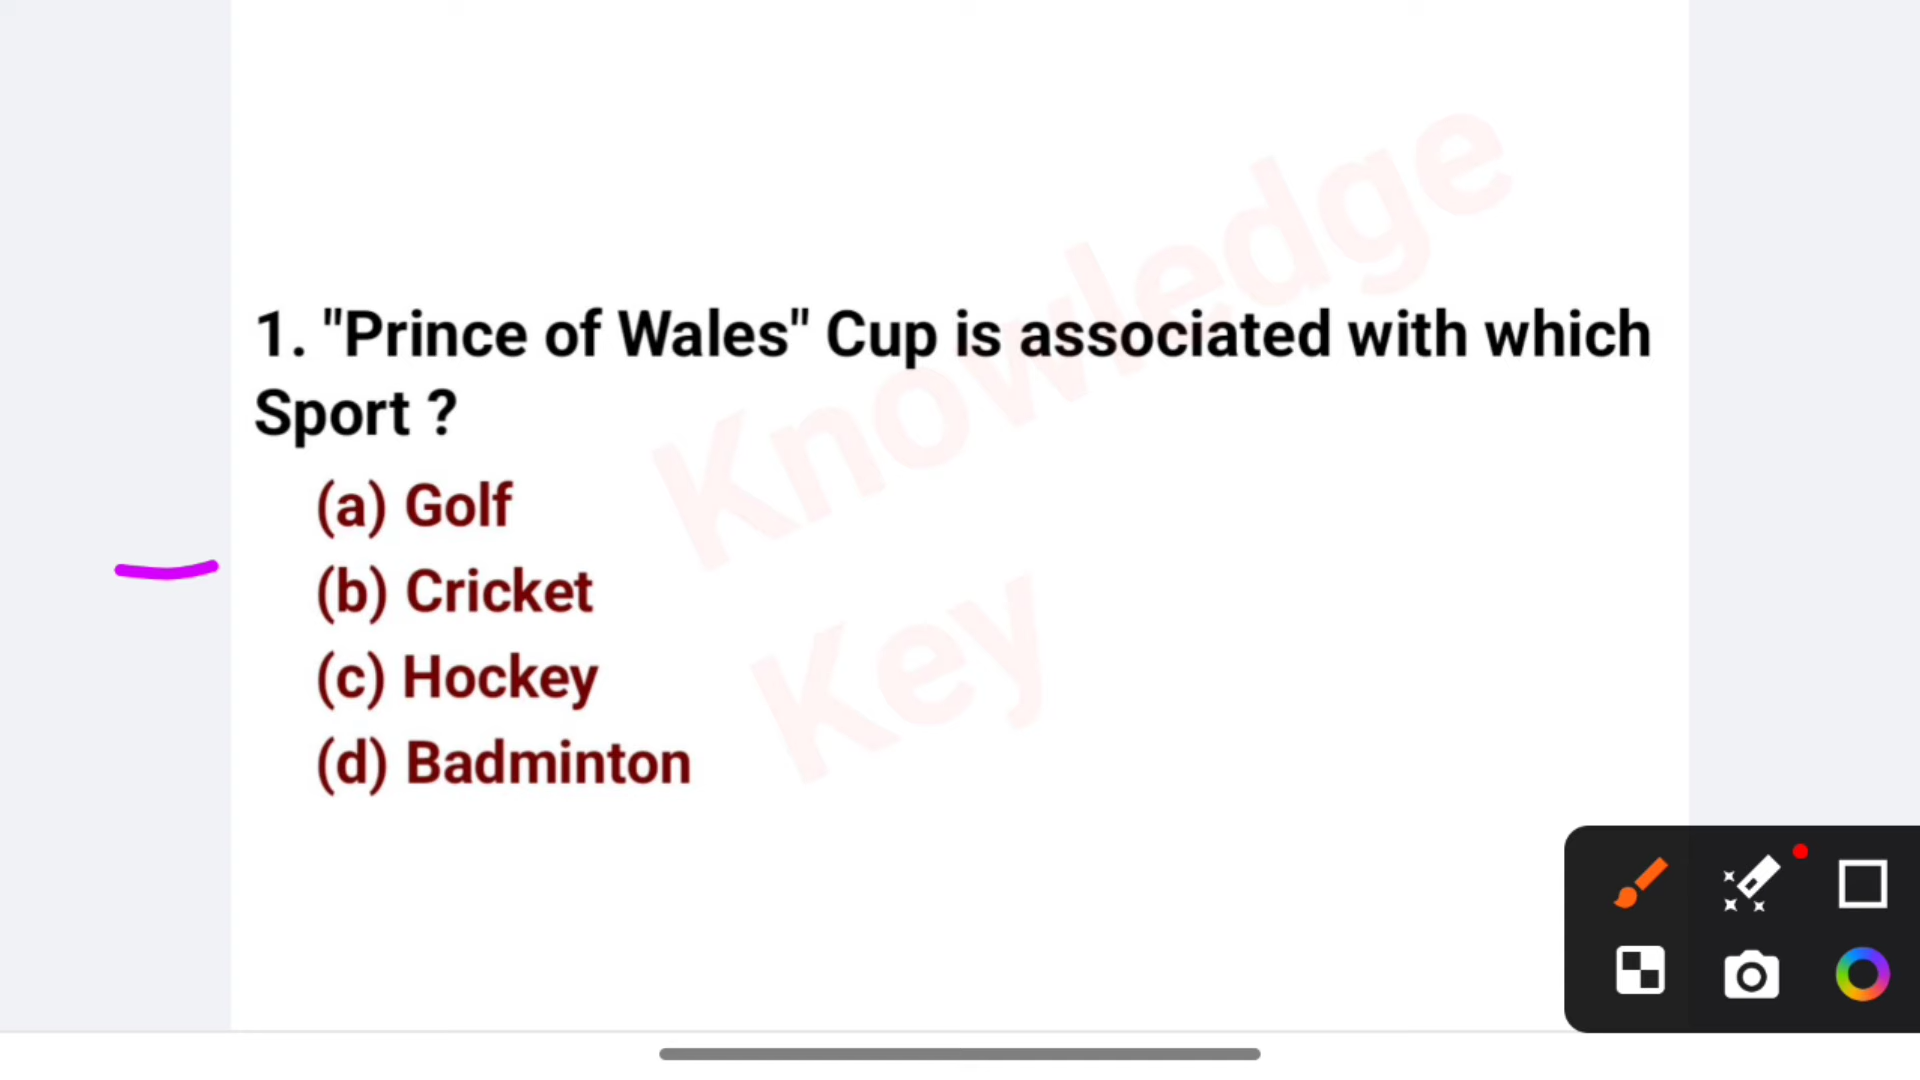 1. "Prince of Wales" Cup is associated with which
Sport ?
(a) Golf
(b) Cricket
(c) Hockey
(d) Badminton
Knowledge
Key